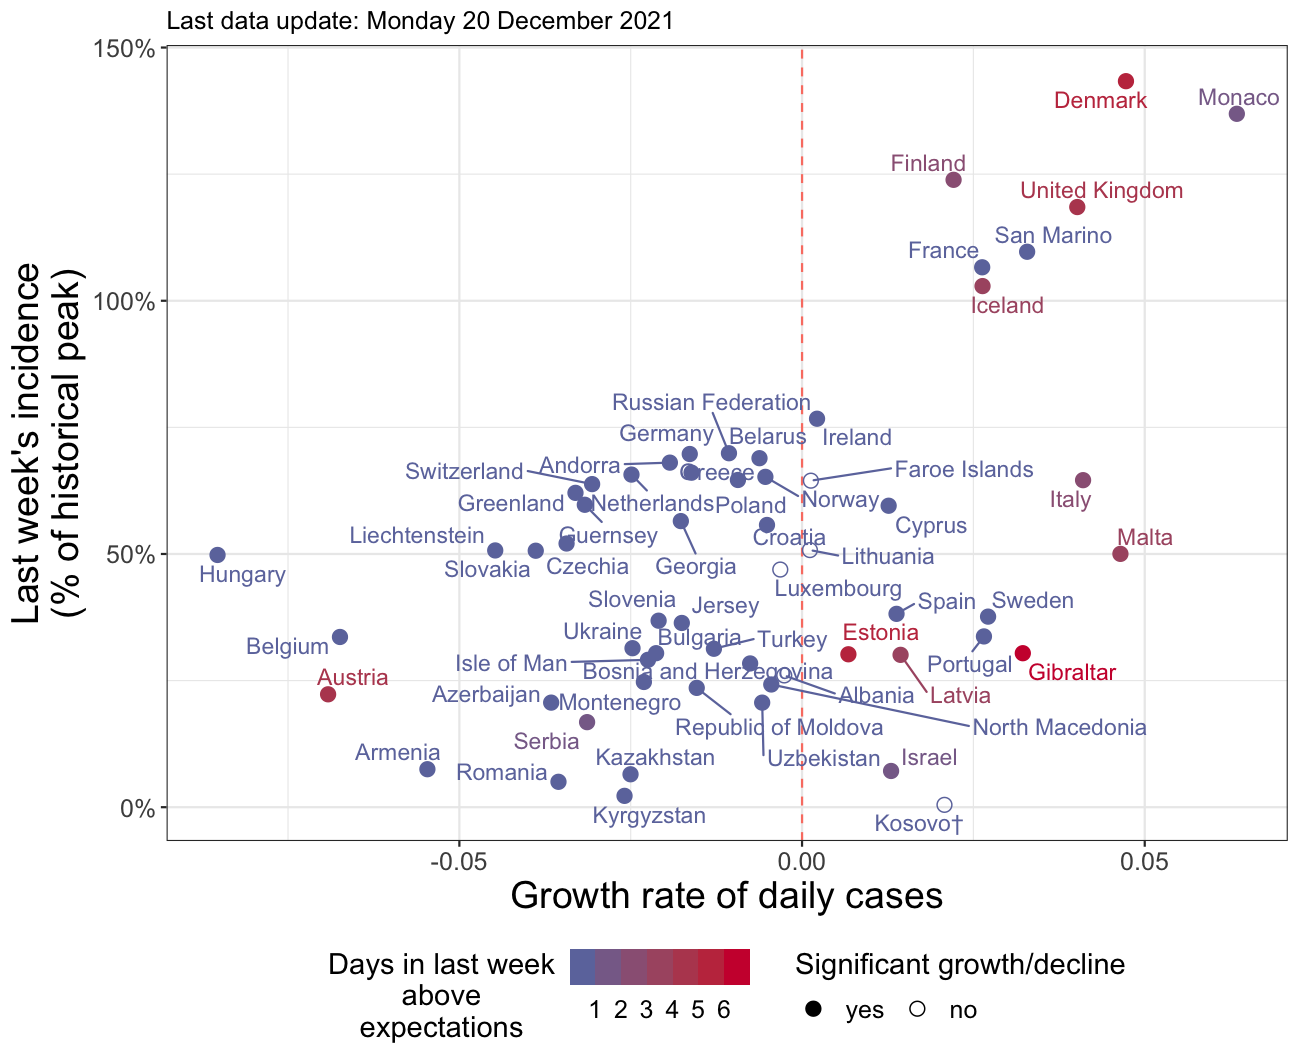 Last data update: Monday 20 December 2021
150%
100%
50%
0%
Last week's incidence
(% of historical peak)
Denmark
Monaco
Finland
United Kingdom
San Marino
France
Iceland
Russian Federation
Germany
Belarus
Ireland
Switzerland
Andorra
Greece
Faroe Islands
Greenland
Netherlands
Poland
Norway
Italy
Cyprus
Liechtenstein
Guernsey
Croatia
Malta
Hungary
Slovakia
Czechia
Georgia
Lithuania
Luxembourg
Slovenia
Jersey
Spain
Sweden
Belgium
Ukraine
Bulgaria
Turkey
Estonia
Isle of Man
Bosnia and Herzegovina
Portugal
Gibraltar
Austria
Azerbaijan
Montenegro
Albania
Latvia
Serbia
Republic of Moldova
North Macedonia
Armenia
Romania
Kazakhstan
Uzbekistan
Israel
Kyrgyzstan
Kosovo†
-0.05
0.00
0.05
Growth rate of daily cases
Days in last week
above
expectations
1 2 3 4 5 6
Significant growth/decline
yes
no